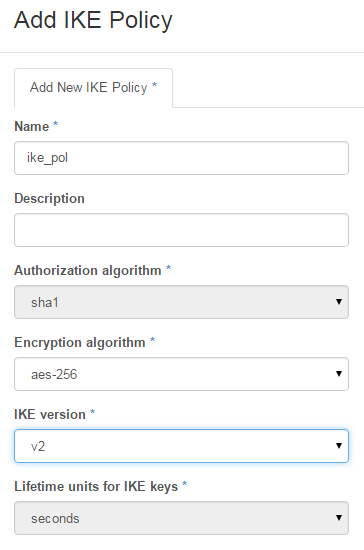 Add IKE Policy
Add New IKE Policy *
Name *
ike_pol
Description
Authorization algorithm *
sha1
Encryption algorithm *
aes-256
IKE version *
v2
Lifetime units for IKE keys *
seconds